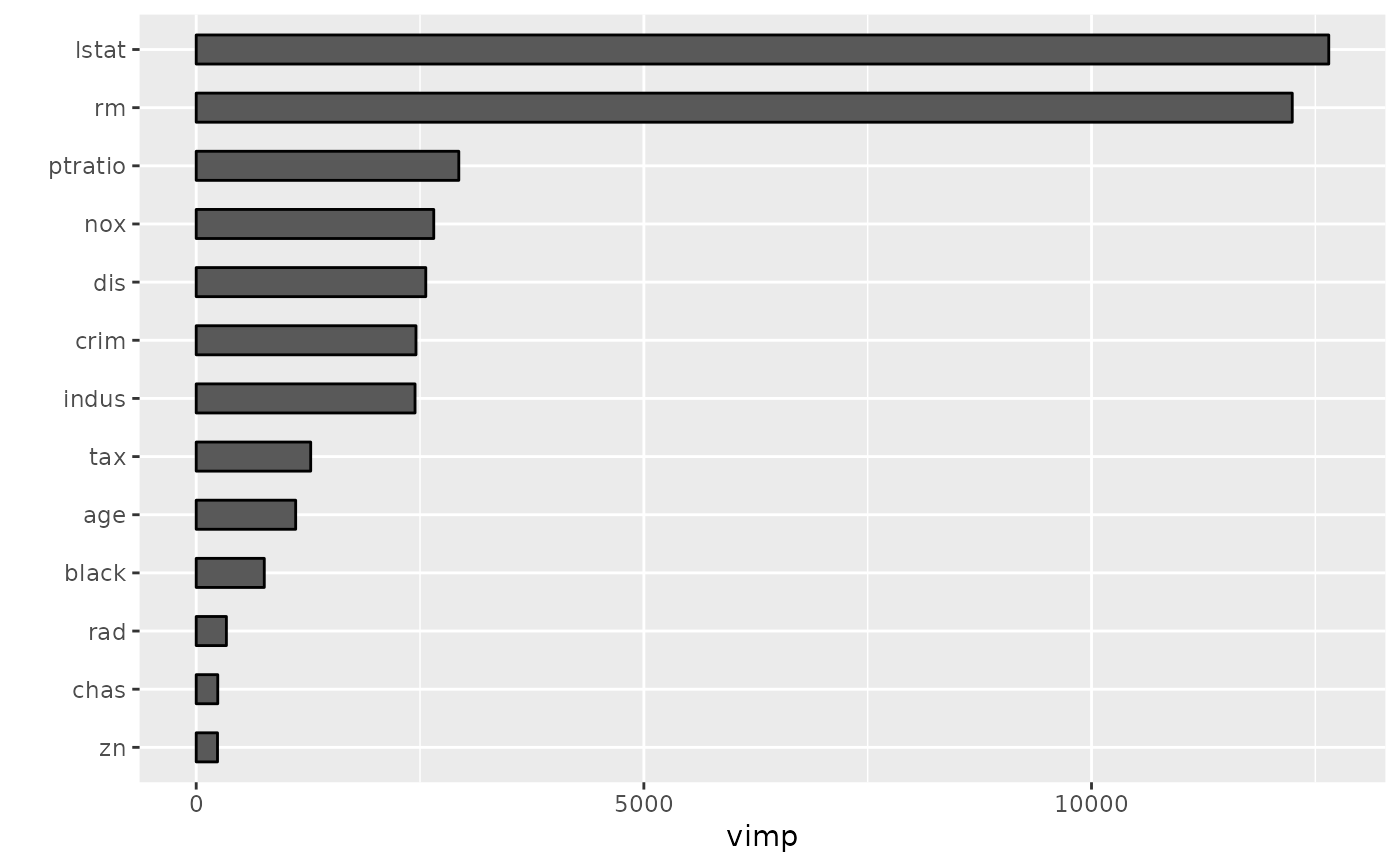 lstat
rm
ptratio
nox
dis
crim
indus
tax
age
black
rad
chas
zn
0 5000 10000
vimp